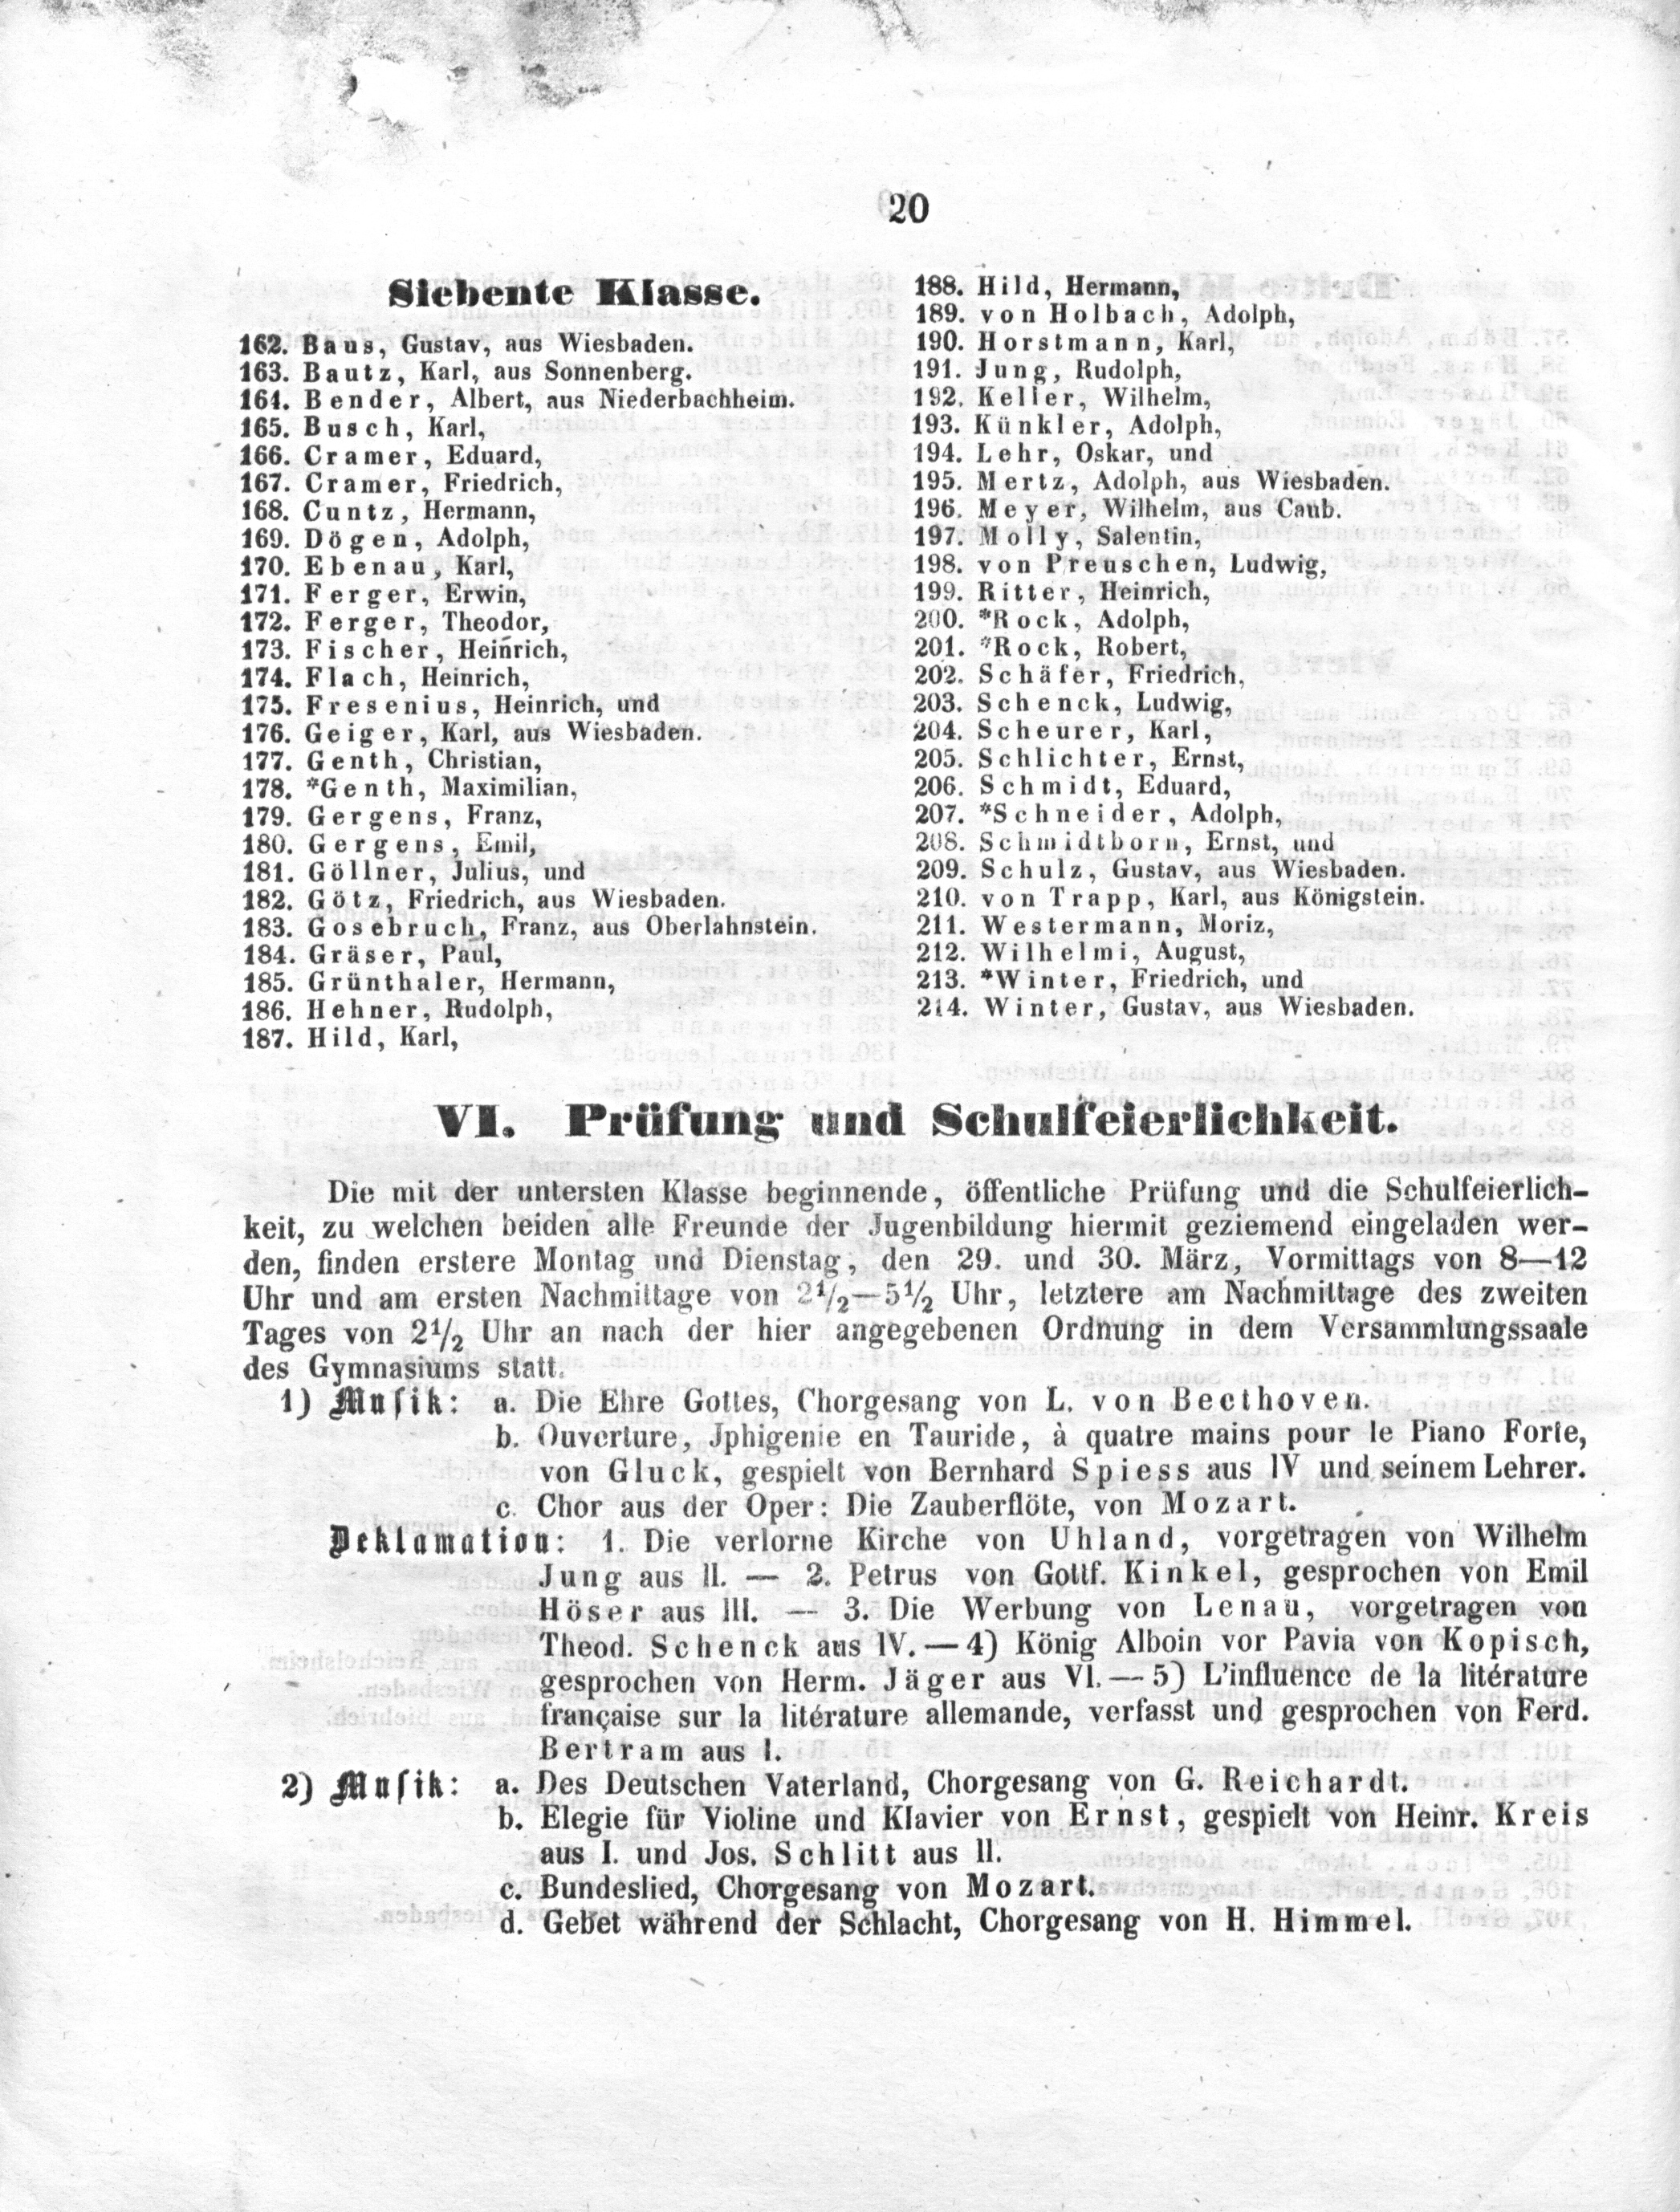 20
Siebente Klasse.
162. Baus, Gustav, aus Wiesbaden.
163. Bautz, Karl, aus Sonnenberg.
164. Bender, Albert, aus Niederbachheim.
165. Busch, Karl,
166. Cramer, Eduard,
167. Cramer, Friedrich,
168. Cuntz, Hermann,
169. Dögen, Adolph,
170. Ebenau, Karl,
171. Ferger, Erwin,
172. Ferger, Theodor,
173. Fischer, Heinrich,
174. Flach, Heinrich,
175. Fresenius, Heinrich, und
176. Geiger, Karl, aus Wiesbaden.
177. Genth, Christian,
178. *Genth, Maximilian,
179. Gergens, Franz,
180. Gergens, Emil,
181. Göllner, Julius, und
182. Götz, Friedrich, aus Wiesbaden.
183. Gosebruch, Franz, aus Oberlahnstein.
184. Gräser, Paul,
185. Grünthaler, Hermann,
186. Hehner, Rudolph,
187. Hild, Karl,
188. Hild, Hermann,
189. von Holbach, Adolph,
190. Horstmann, Karl,
191. Jung, Rudolph,
192. Keller, Wilhelm,
193. Künkler, Adolph,
194. Lehr, Oskar, und
195. Mertz, Adolph, aus Wiesbaden.
196. Meyer, Wilhelm, aus Caub.
197. Molly, Salentin,
198. von Preuschen, Ludwig,
199. Ritter, Heinrich,
200. *Rock, Adolph,
201. *Rock, Robert,
202. Schäfer, Friedrich,
203. Schenck, Ludwig,
204. Scheurer, Karl,
205. Schlichter, Ernst,
206. Schmidt, Eduard,
207. *Schneider, Adolph,
208. Schmidtborn, Ernst, und
209. Schulz, Gustav, aus Wiesbaden.
210. von Trapp, Karl, aus Königstein.
211. Westermann, Moriz,
212. Wilhelmi, August,
213. *Winter, Friedrich, und
214. Winter, Gustav, aus Wiesbaden.
VI. Prüfung und Schulfeierlichkeit.
Die mit der untersten Klasse beginnende, öffentliche Prüfung und die Schulfeierlich-
keit, zu welchen beiden alle Freunde der Jugenbildung hiermit geziemend eingeladen wer-
den, finden erstere Montag und Dienstag, den 29. und 30. März, Vormittags von 8—12
Uhr und am ersten Nachmittage von 2½—5½ Uhr, letztere am Nachmittage des zweiten
Tages von 2½ Uhr an nach der hier angegebenen Ordnung in dem Versammlungssaale
des Gymnasiums statt.
1) Musik: a. Die Ehre Gottes, Chorgesang von L. von Beethoven.
b. Ouverture, Jphigenie en Tauride, à quatre mains pour le Piano Forte,
von Gluck, gespielt von Bernhard Spiess aus IV und seinem Lehrer.
c. Chor aus der Oper: Die Zauberflöte, von Mozart.
Deklamation: 1. Die verlorne Kirche von Uhland, vorgetragen von Wilhelm
Jung aus II. — 2. Petrus von Gottf. Kinkel, gesprochen von Emil
Höser aus III. — 3. Die Werbung von Lenau, vorgetragen von
Theod. Schenck aus IV. — 4) König Alboin vor Pavia von Kopisch,
gesprochen von Herm. Jäger aus VI. — 5) L'influence de la litérature
française sur la litérature allemande, verfasst und gesprochen von Ferd.
Bertram aus I.
2) Musik: a. Des Deutschen Vaterland, Chorgesang von G. Reichardt.
b. Elegie für Violine und Klavier von Ernst, gespielt von Heinr. Kreis
aus I. und Jos. Schlitt aus II.
c. Bundeslied, Chorgesang von Mozart.
d. Gebet während der Schlacht, Chorgesang von H. Himmel.